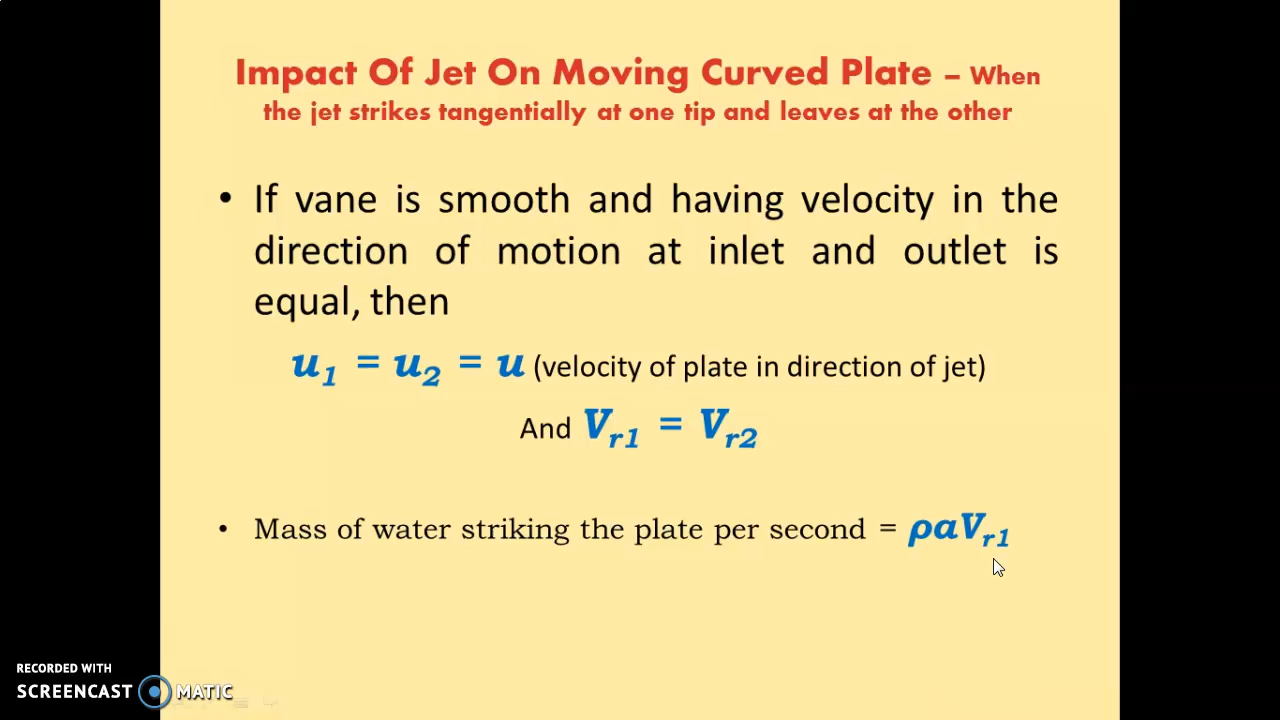 Impact Of Jet On Moving Curved Plate – When
the jet strikes tangentially at one tip and leaves at the other
• If vane is smooth and having velocity in the
direction of motion at inlet and outlet is
equal, then
u1 = u2 = u (velocity of plate in direction of jet)
And Vr1 = Vr2
• Mass of water striking the plate per second = ρaVr1
RECORDED WITH
SCREENCAST MATIC